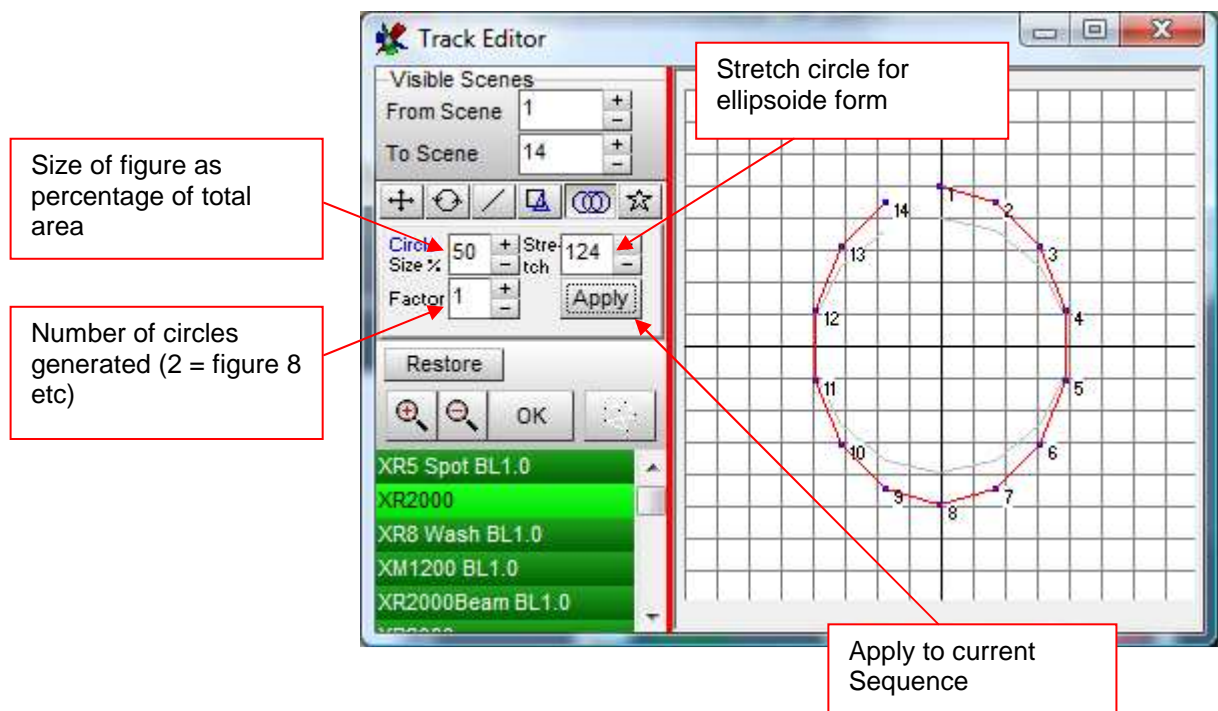 Track Editor
Visible Scenes
From Scene 1 + -
To Scene 14 + -
Circle Size % 50 + - Stre-tch 124 -
Factor 1 + - Apply
Restore
OK
XR5 Spot BL1.0
XR2000
XR8 Wash BL1.0
XM1200 BL1.0
XR2000Beam BL1.0
Stretch circle for
ellipsoide form
Size of figure as
percentage of total
area
Number of circles
generated (2 = figure 8
etc)
Apply to current
Sequence
1
2
3
4
5
6
7
8
9
10
11
12
13
14